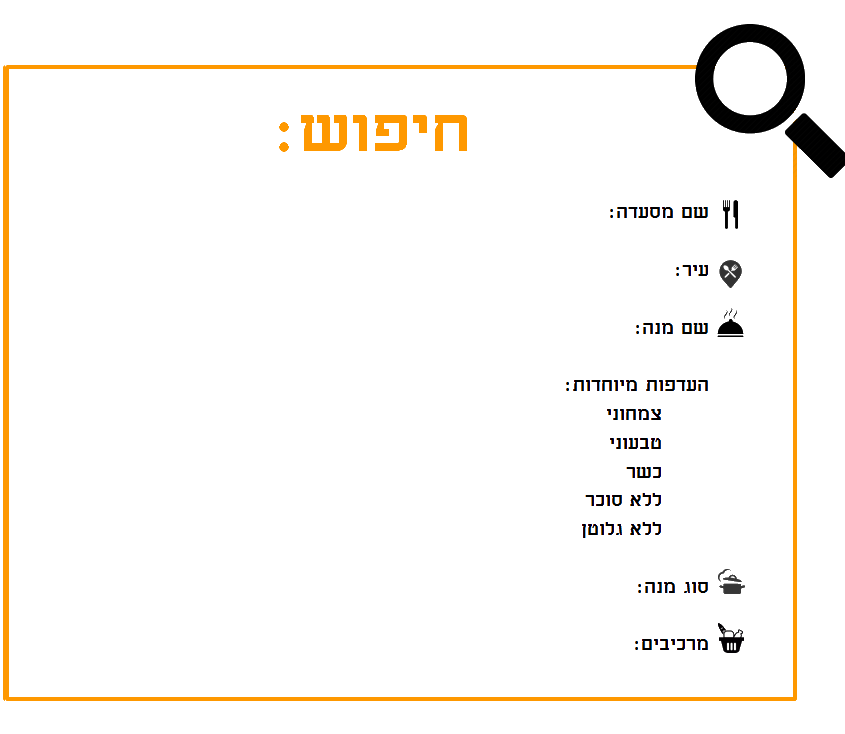 חיפוש:
שם מסעדה:
עיר:
שם מנה:
העדפות מיוחדות:
צמחוני
טבעוני
כשר
ללא סוכר
ללא גלוטן
סוג מנה:
מרכיבים: